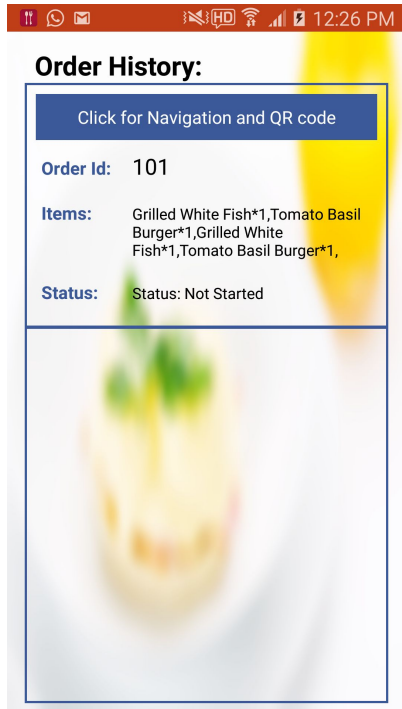 HD 12:26 PM
Order History:
Click for Navigation and QR code
Order Id: 101
Items: Grilled White Fish*1,Tomato Basil
Burger*1,Grilled White
Fish*1,Tomato Basil Burger*1,
Status: Status: Not Started